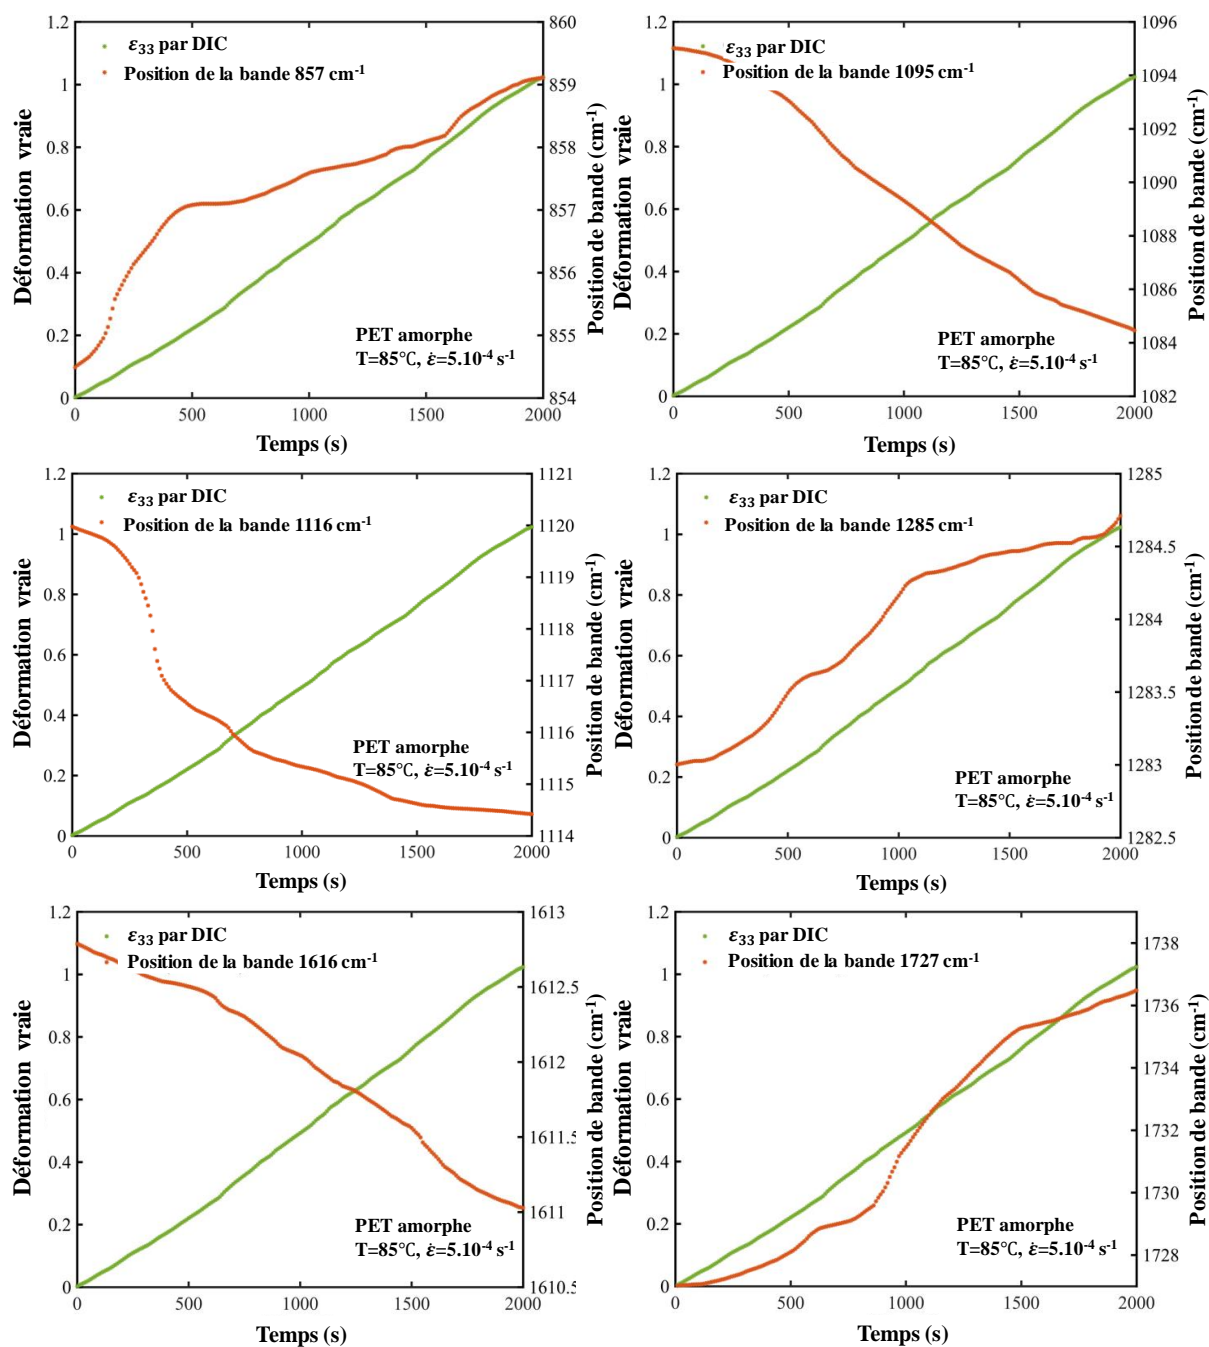 1.2
1
0.8
0.6
0.4
0.2
0
860
859
858
857
856
855
854
0
500
1000
1500
2000
ε33 par DIC
Position de la bande 857 cm-1
PET amorphe
T=85℃, ε̇=5.10-4 s-1
Déformation vraie
Position de bande (cm-1)
Temps (s)
1.2
1
0.8
0.6
0.4
0.2
0
1096
1094
1092
1090
1088
1086
1084
1082
0
500
1000
1500
2000
ε33 par DIC
Position de la bande 1095 cm-1
PET amorphe
T=85℃, ε̇=5.10-4 s-1
Déformation vraie
Position de bande (cm-1)
Temps (s)
1.2
1
0.8
0.6
0.4
0.2
0
1121
1120
1119
1118
1117
1116
1115
1114
0
500
1000
1500
2000
ε33 par DIC
Position de la bande 1116 cm-1
PET amorphe
T=85℃, ε̇=5.10-4 s-1
Déformation vraie
Position de bande (cm-1)
Temps (s)
1.2
1
0.8
0.6
0.4
0.2
0
1285
1284.5
1284
1283.5
1283
1282.5
0
500
1000
1500
2000
ε33 par DIC
Position de la bande 1285 cm-1
PET amorphe
T=85℃, ε̇=5.10-4 s-1
Déformation vraie
Position de bande (cm-1)
Temps (s)
1.2
1
0.8
0.6
0.4
0.2
0
1613
1612.5
1612
1611.5
1611
1610.5
0
500
1000
1500
2000
ε33 par DIC
Position de la bande 1616 cm-1
PET amorphe
T=85℃, ε̇=5.10-4 s-1
Déformation vraie
Position de bande (cm-1)
Temps (s)
1.2
1
0.8
0.6
0.4
0.2
0
1738
1736
1734
1732
1730
1728
0
500
1000
1500
2000
ε33 par DIC
Position de la bande 1727 cm-1
PET amorphe
T=85℃, ε̇=5.10-4 s-1
Déformation vraie
Position de bande (cm-1)
Temps (s)